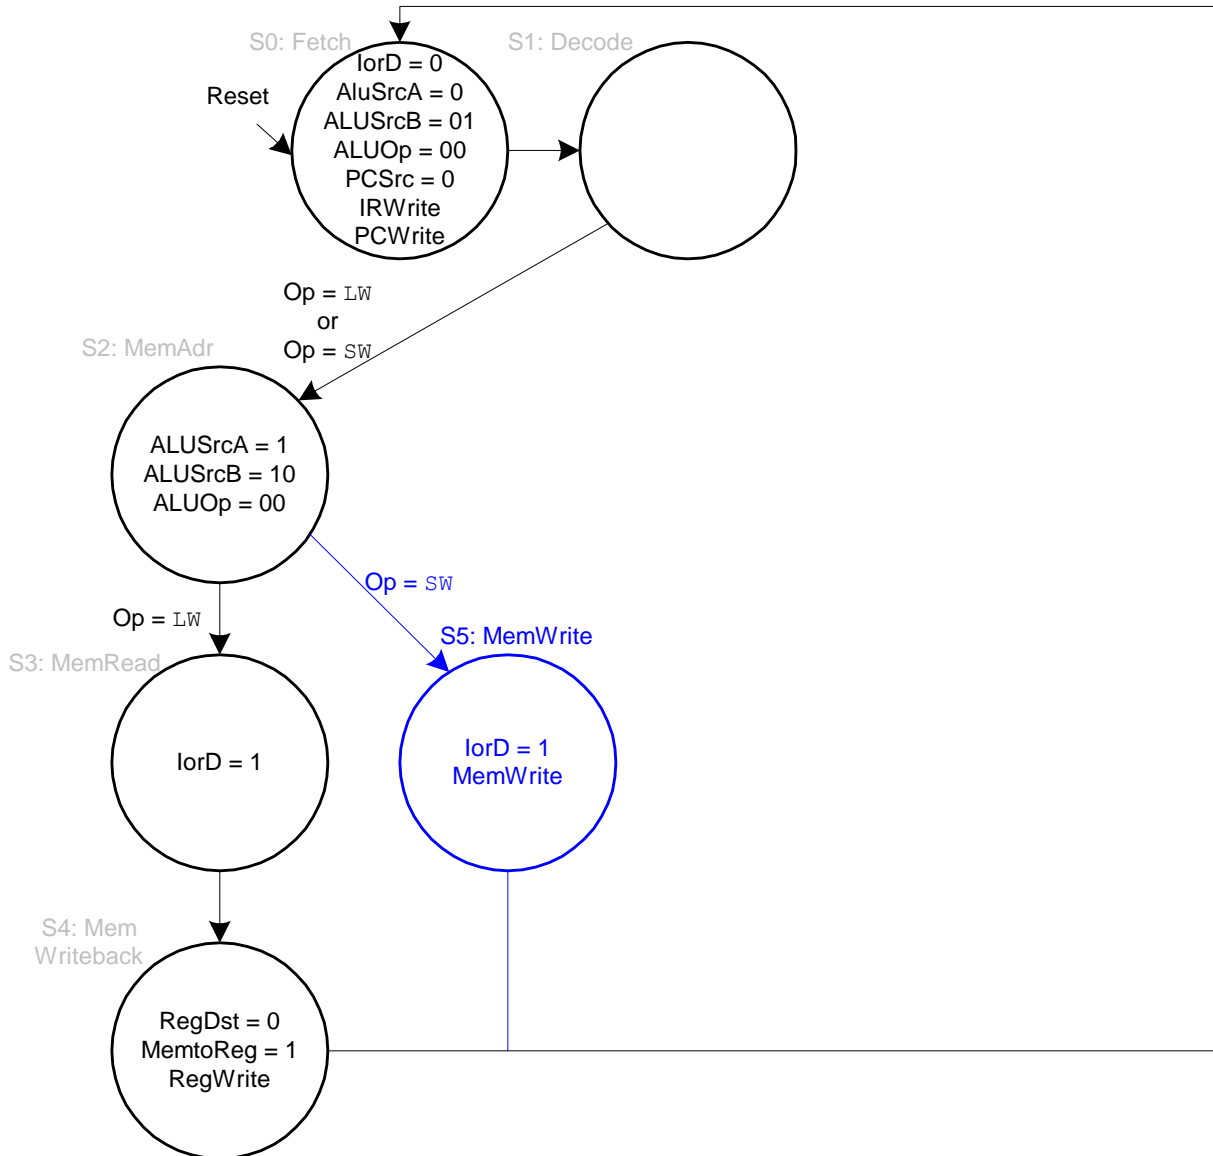 S0: Fetch
S1: Decode
Reset
IorD = 0
AluSrcA = 0
ALUSrcB = 01
ALUOp = 00
PCSrc = 0
IRWrite
PCWrite
Op = LW
or
Op = SW
S2: MemAdr
ALUSrcA = 1
ALUSrcB = 10
ALUOp = 00
Op = SW
Op = LW
S5: MemWrite
S3: MemRead
IorD = 1
IorD = 1
MemWrite
S4: Mem
Writeback
RegDst = 0
MemtoReg = 1
RegWrite